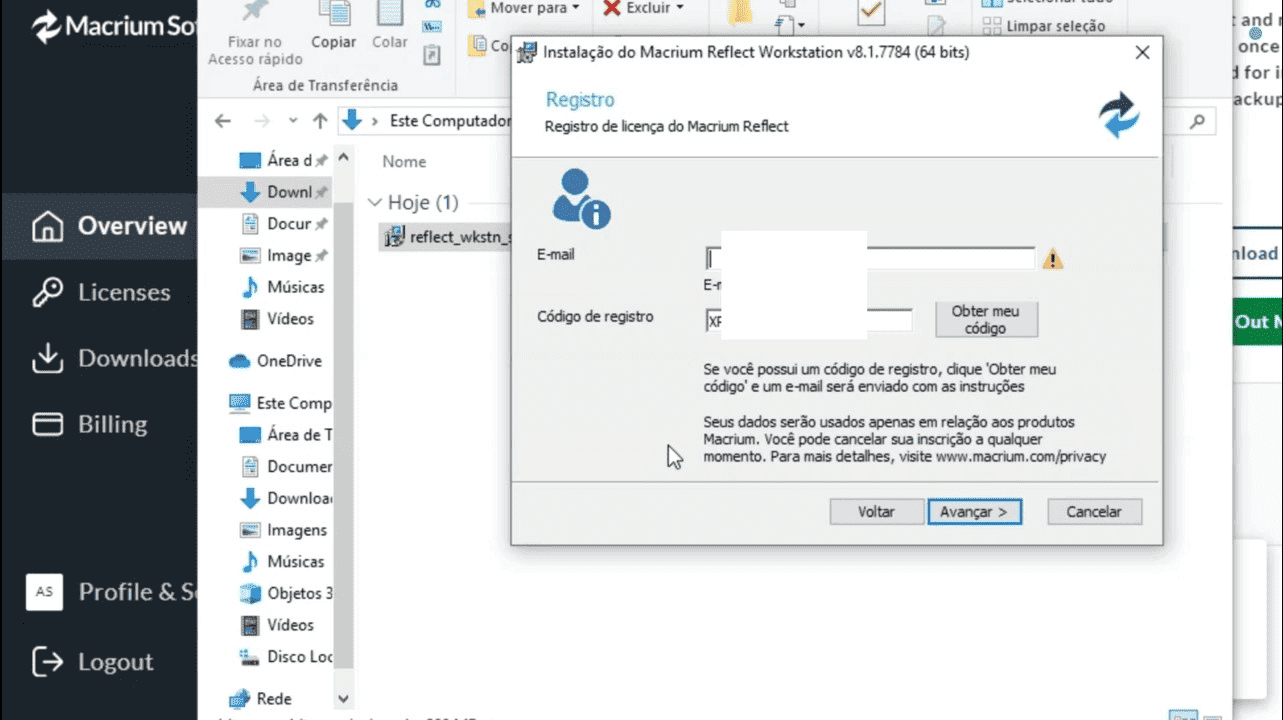 Macrium Sof
Overview
Licenses
Downloads
Billing
AS
Profile & S
Logout
Fixar no
Acesso rápido
Copiar
Colar
Mover para
Excluir
Limpar seleção
Área de Transferência
Este Computador
Nome
Hoje (1)
reflect_wkstn_s
Área d
Downl
Docur
Image
Músicas
Vídeos
OneDrive
Este Comp
Área de T
Documer
Downloa
Imagens
Músicas
Objetos 3
Vídeos
Disco Loc
Rede
Instalação do Macrium Reflect Workstation v8.1.7784 (64 bits)
Registro
Registro de licença do Macrium Reflect
E-mail
Código de registro
XF
Obter meu
código
Se você possui um código de registro, clique 'Obter meu
código' e um e-mail será enviado com as instruções
Seus dados serão usados apenas em relação aos produtos
Macrium. Você pode cancelar sua inscrição a qualquer
momento. Para mais detalhes, visite www.macrium.com/privacy
Voltar
Avançar >
Cancelar
once
d for i
ackup
nload
Out